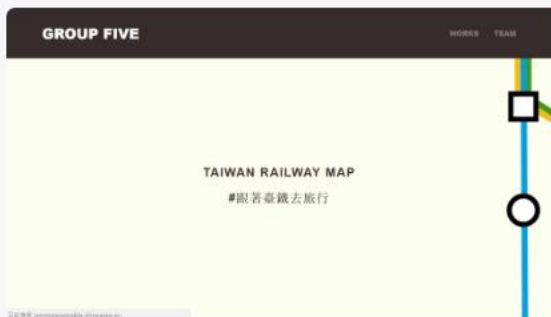 GROUP FIVE
WORKS TEAM
TAIWAN RAILWAY MAP
#跟著臺鐵去旅行